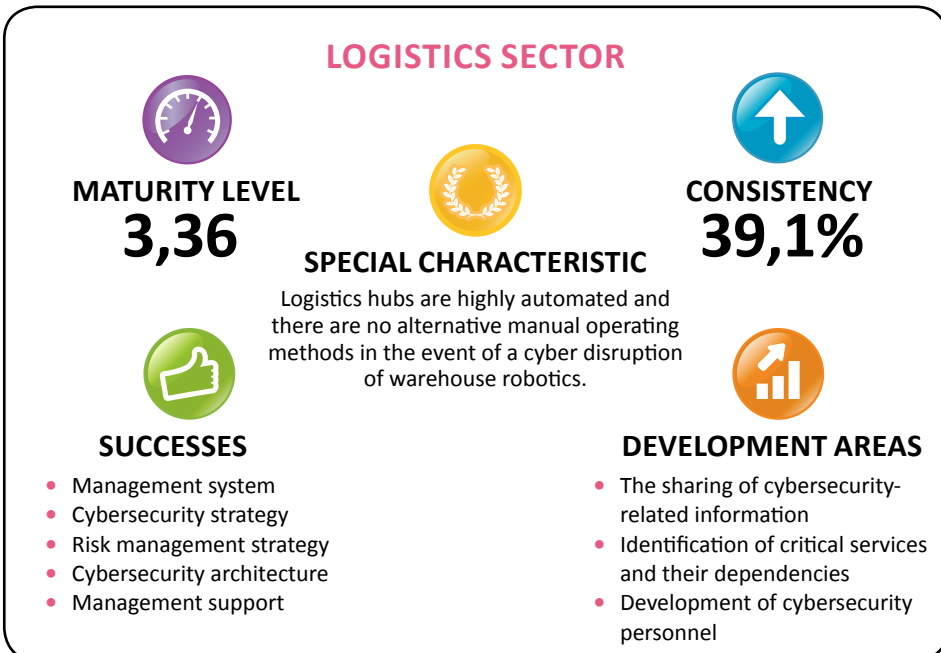 LOGISTICS SECTOR
MATURITY LEVEL
3,36
CONSISTENCY
39,1%
SPECIAL CHARACTERISTIC
Logistics hubs are highly automated and
there are no alternative manual operating
methods in the event of a cyber disruption
of warehouse robotics.
SUCCESSES
• Management system
• Cybersecurity strategy
• Risk management strategy
• Cybersecurity architecture
• Management support
DEVELOPMENT AREAS
• The sharing of cybersecurity-
related information
• Identification of critical services
and their dependencies
• Development of cybersecurity
personnel